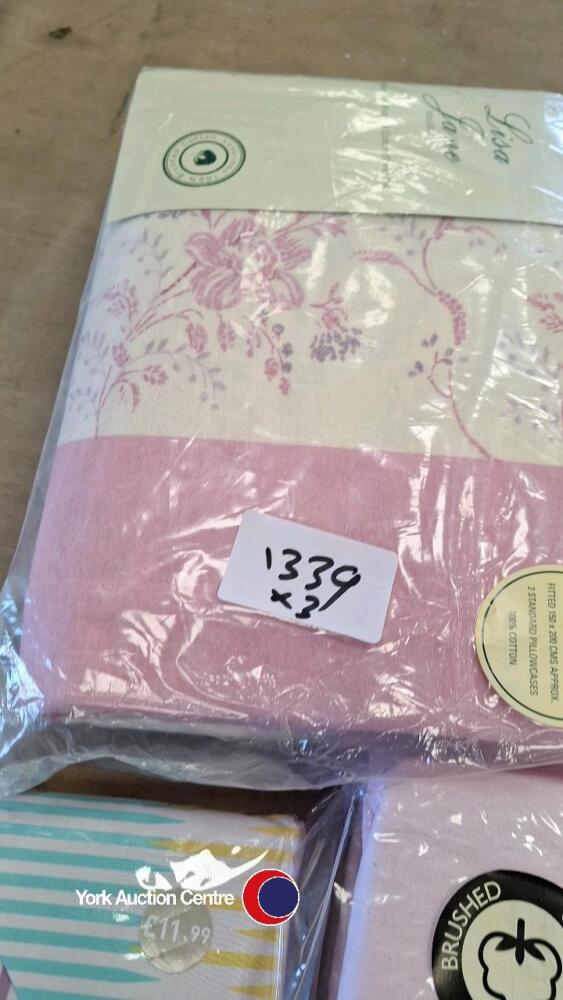 Lisa
Jane
1339
x 3
FITTED 150 x 200 CMS APPROX.
2 STANDARD PILLOWCASES
100% COTTON
York Auction Centre
£11.99
BRUSHED